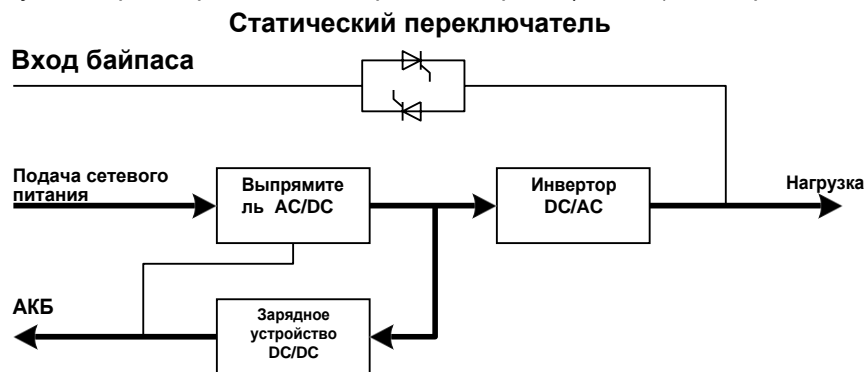 Статический переключатель
Вход байпаса
Подача сетевого
питания
Выпрямите
ль AC/DC
Инвертор
DC/AC
Нагрузка
АКБ
Зарядное
устройство
DC/DC